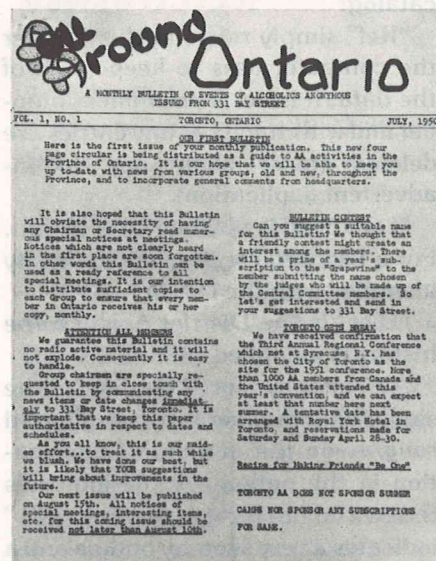 Around
Ontario
A MONTHLY BULLETIN OF EVENTS OF ALCOHOLICS ANONYMOUS
ISSUED FROM 331 BAY STREET
VOL. 1, NO. 1 TORONTO, ONTARIO JULY, 1950
OUR FIRST BULLETIN
Here is the first issue of your monthly publication. This new four
page circular is being distributed as a guide to AA activities in the
province of Ontario. It is our hope that we will be able to keep you
up to-date with news from various groups, old and new, throughout the
Province, and to incorporate general comments from headquarters.
It is also hoped that this Bulletin
will obviate the necessity of having
any Chairman or Secretary read numer-
ous special notices at meetings.
Notices which are not clearly heard
in the first place are soon forgotten.
In other words this Bulletin can be
used as a ready reference to all
special meetings. It is our intention
to distribute sufficient copies to
each Group to ensure that every mem-
ber in Ontario receives his or her
copy, monthly.
ATTENTION ALL MEMBERS
We guarantee this Bulletin contains
no radio active material and it will
not explode. Consequently it is easy
to handle.
Group chairmen are specially re-
quested to keep in close touch with
the Bulletin by communicating any
news items or date changes immediat-
ely to 331 Bay Street, Toronto. It is
important that we keep this paper
authoritative in respect to dates and
schedules.
As you all know, this is our maid-
en effort...to treat it as such while
we blush. We have done our best, but
it is likely that YOUR suggestions
will bring about improvements in the
future.
Our next issue will be published
on August 15th. All notices of
special meetings, interesting items,
etc. for this coming issue should be
received not later than August 10th.
BULLETIN CONTEST
Can you suggest a suitable name
for this Bulletin? We thought that
a friendly contest might create an
interest among the members. There
will be a prize of a year's sub-
scription to the "Grapevine" to the
member submitting the name chosen
by the judges who will be made up of
the Central Committee members. So
let's get interested and send in
your suggestions to 331 Bay Street.
TORONTO GETS BREAK
We have received confirmation that
the Third Annual Regional Conference
which met at Syracuse, N.Y. has
chosen the City of Toronto as the
site for the 1951 conference. More
than 1000 AA members from Canada and
the United States attended this
year's convention, and we can expect
at least that number here next
summer. A tentative date has been
arranged with Royal York Hotel in
Toronto, and reservations made for
Saturday and Sunday April 28-30.
Recipe for Making Friends "Be One"
TORONTO AA DOES NOT SPONSOR SUMMER
CAMPS NOR SPONSOR ANY SUBSCRIPTIONS
FOR SAME.